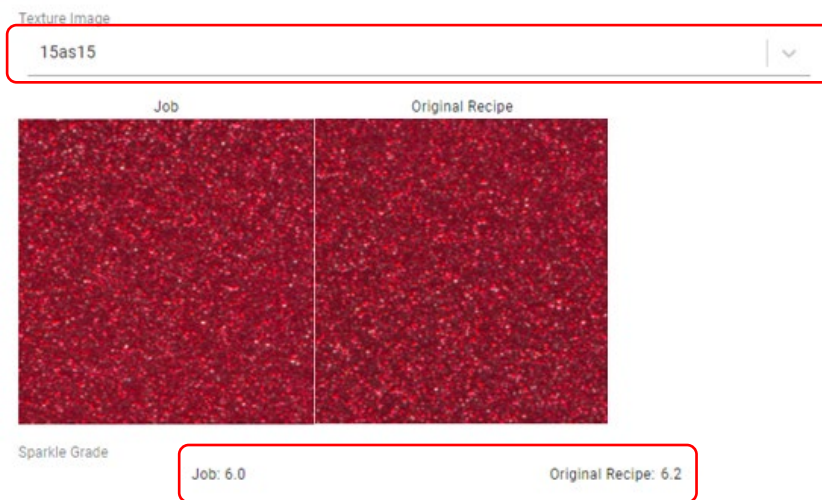 Texture Image
15as15
Job Original Recipe
Sparkle Grade
Job: 6.0 Original Recipe: 6.2